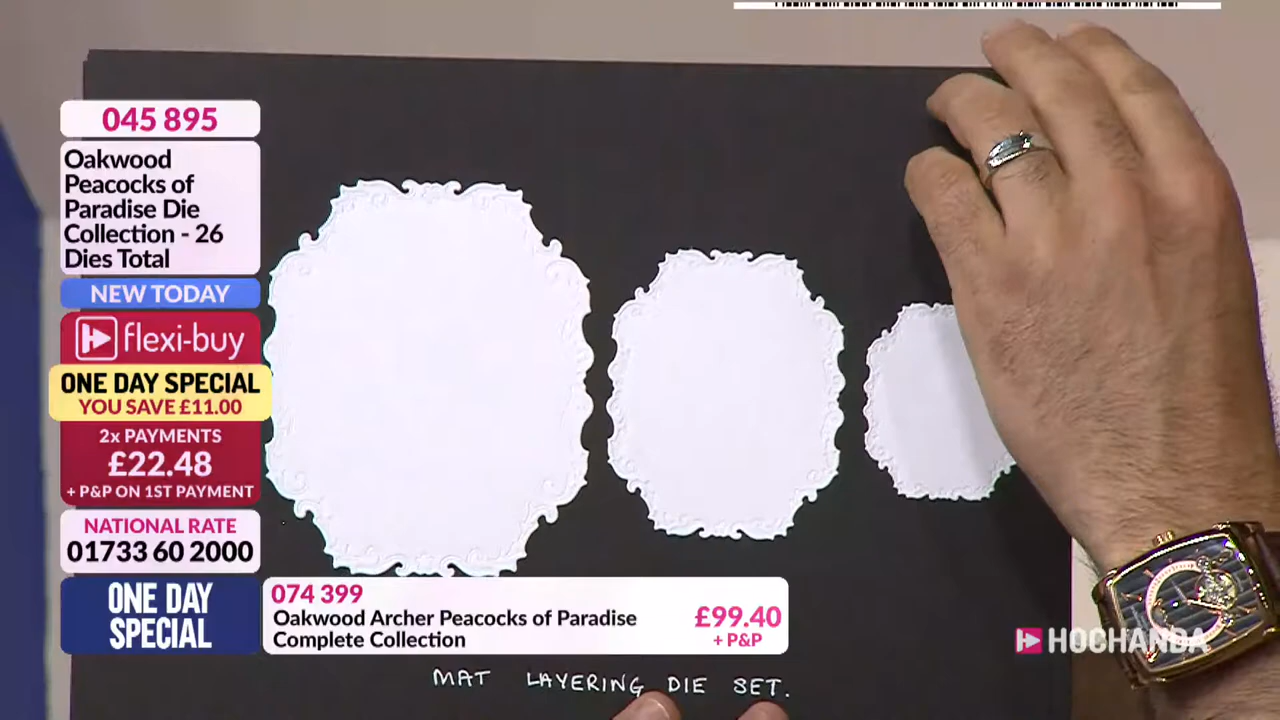 045 895
Oakwood
Peacocks of
Paradise Die
Collection - 26
Dies Total
NEW TODAY
flexi-buy
ONE DAY SPECIAL
YOU SAVE £11.00
2x PAYMENTS
£22.48
+ P&P ON 1ST PAYMENT
NATIONAL RATE
01733 60 2000
ONE DAY
SPECIAL
074 399
Oakwood Archer Peacocks of Paradise
Complete Collection
£99.40
+ P&P
HOCHANDA
MAT LAYERING DIE SET.